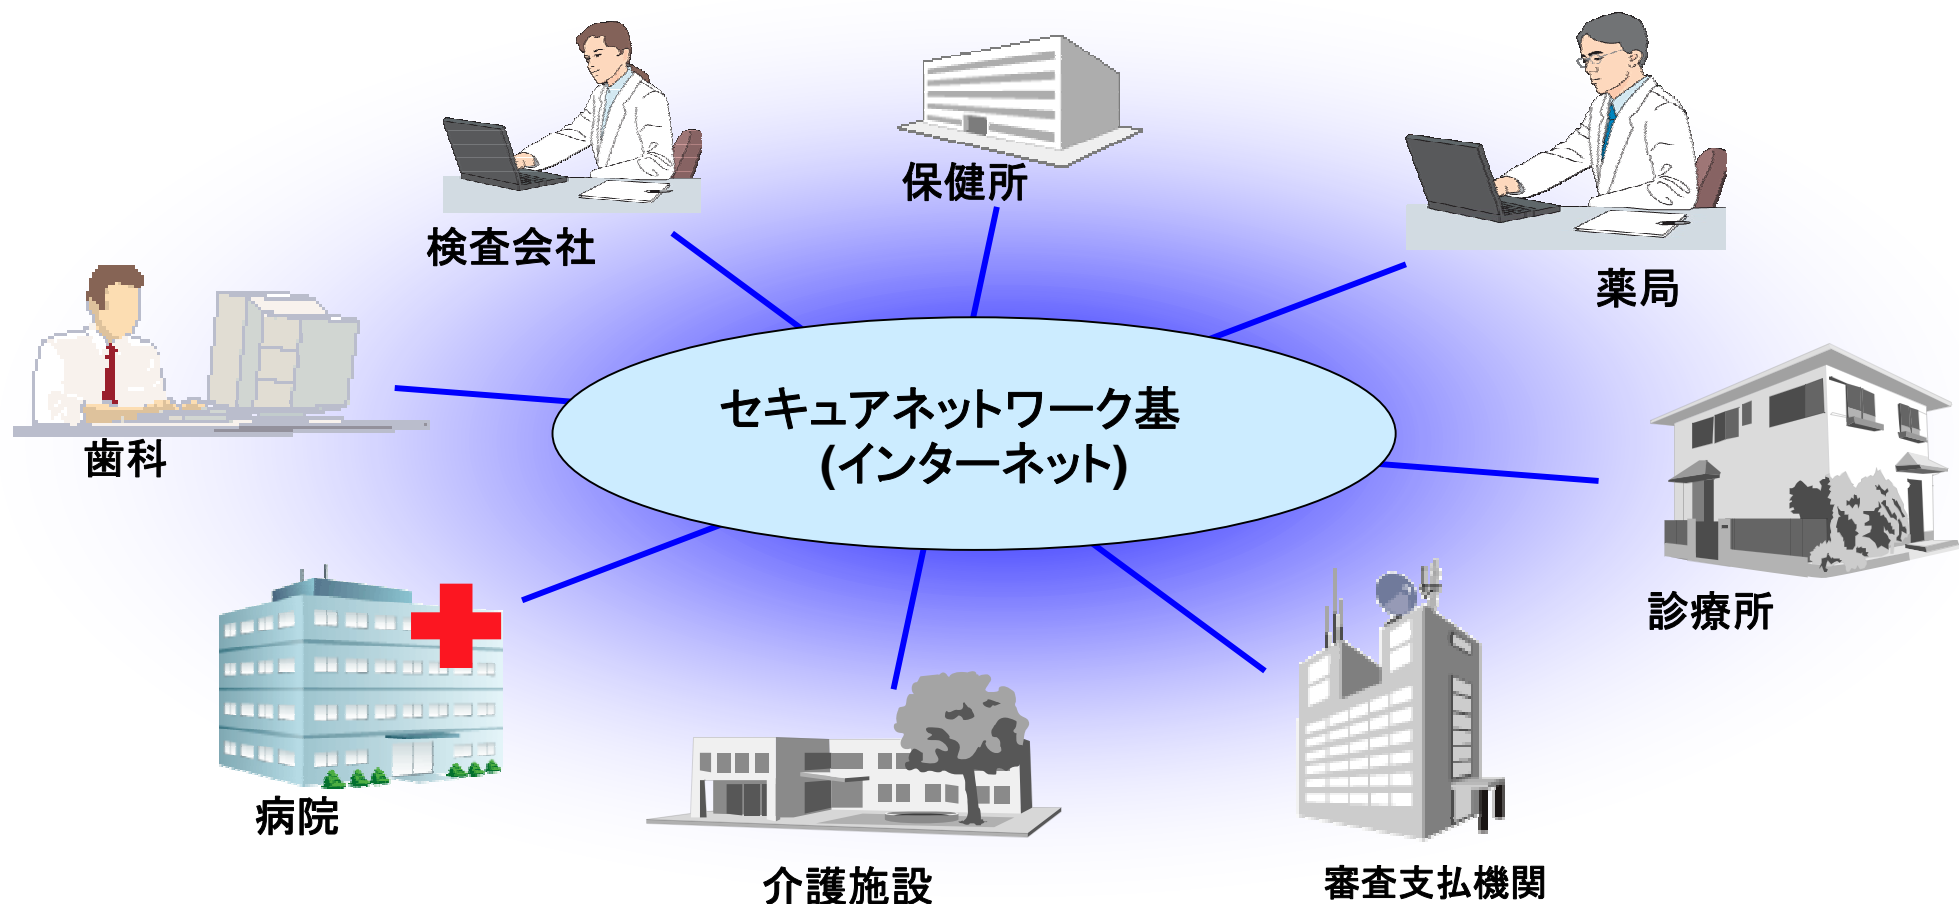 保健所
検査会社
薬局
セキュアネットワーク基
(インターネット)
歯科
診療所
病院
介護施設
審査支払機関